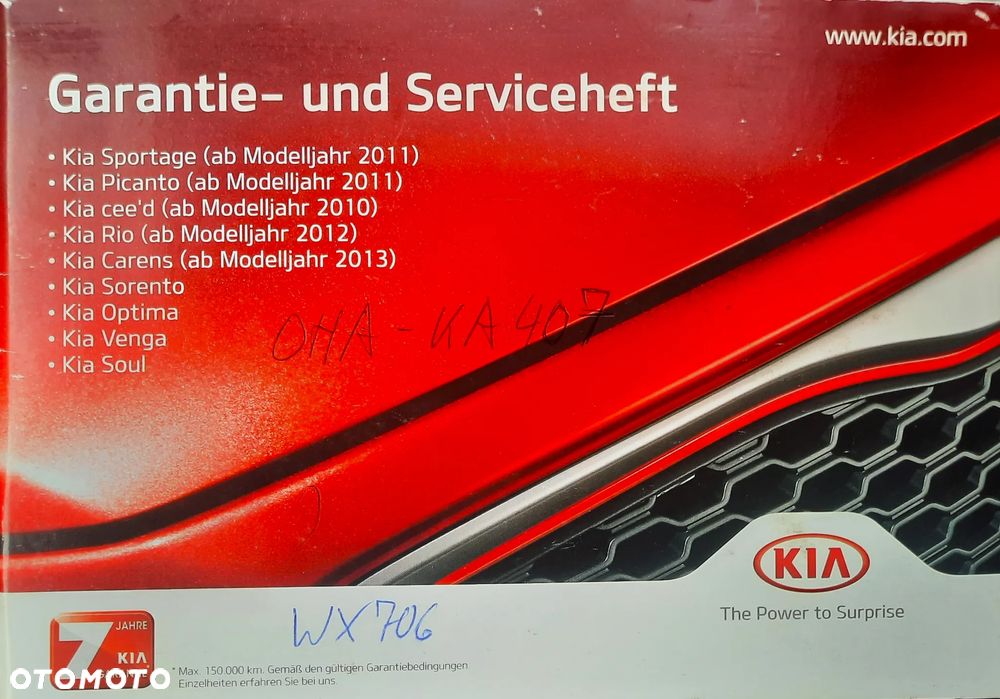 www.kia.com
Garantie- und Serviceheft
• Kia Sportage (ab Modelljahr 2011)
• Kia Picanto (ab Modelljahr 2011)
• Kia cee'd (ab Modelljahr 2010)
• Kia Rio (ab Modelljahr 2012)
• Kia Carens (ab Modelljahr 2013)
• Kia Sorento
• Kia Optima
• Kia Venga
• Kia Soul
OHA-KA407
KIA
The Power to Surprise
WX706
7 JAHRE
KIA
* Max. 150.000 km. Gemäß den gültigen Garantiebedingungen
Einzelheiten erfahren Sie bei uns.
OTOMOTO